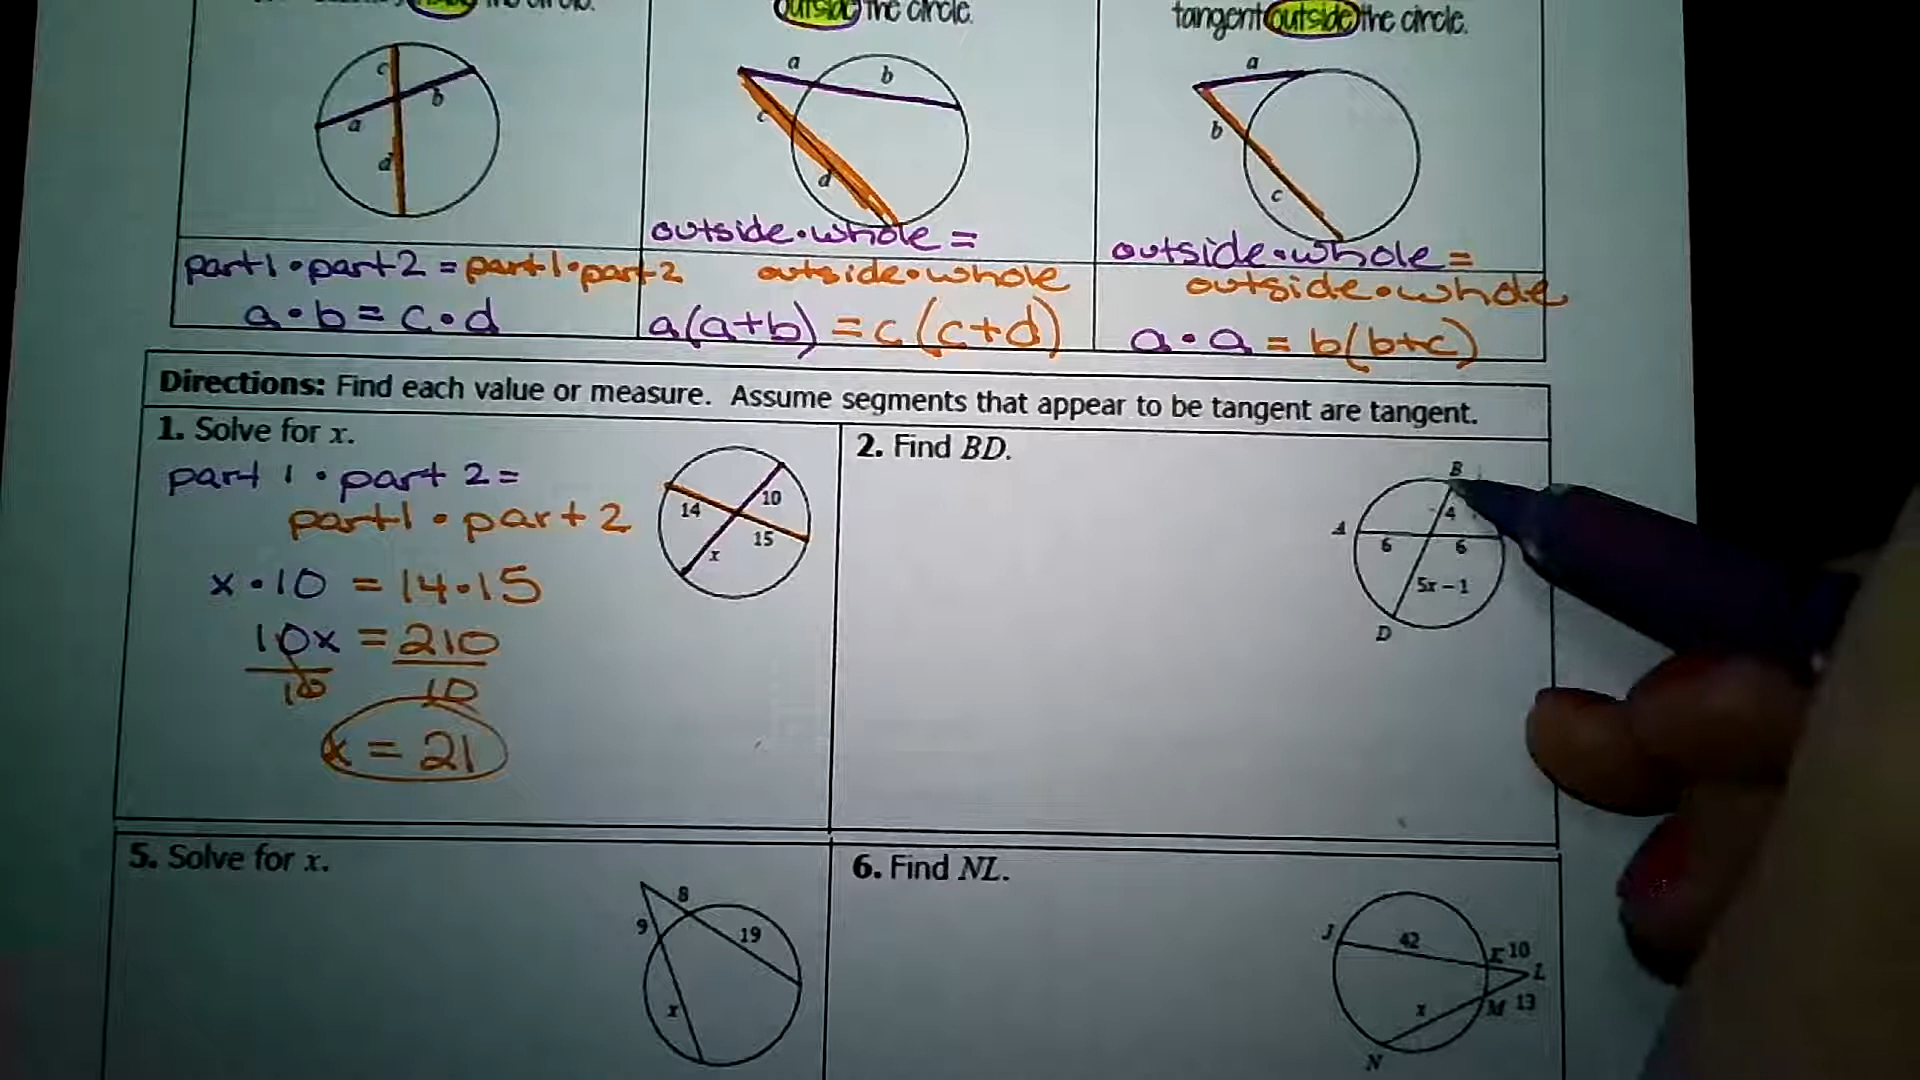 the circle.
outside the circle.
tangent outside the circle.
c
b
a
d
a
b
c
d
a
b
c
part 1 • part 2 = part 1 • part 2
a • b = c • d
outside • whole =
outside • whole
a(a+b) = c(c+d)
outside • whole =
outside • whole
a • a = b(b+c)
Directions: Find each value or measure. Assume segments that appear to be tangent are tangent.
1. Solve for x.
part 1 • part 2 =
part 1 • part 2
x • 10 = 14 • 15
10x = 210
10 10
x = 21
14
10
15
x
2. Find BD.
B
A
4
6
6
5x – 1
D
5. Solve for x.
8
9
19
x
6. Find NL.
J
42
10
L
x
M 13
N